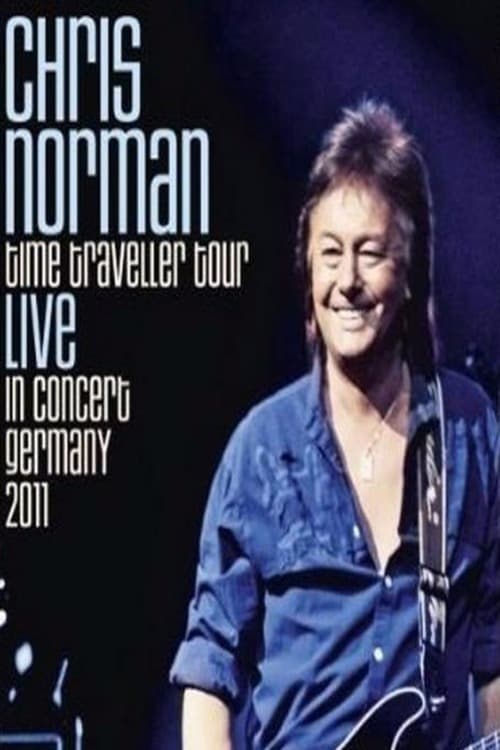 CHRIS
NORMAN
TIME TRAVELLER TOUR
LIVE
IN CONCERT
GERMANY
2011